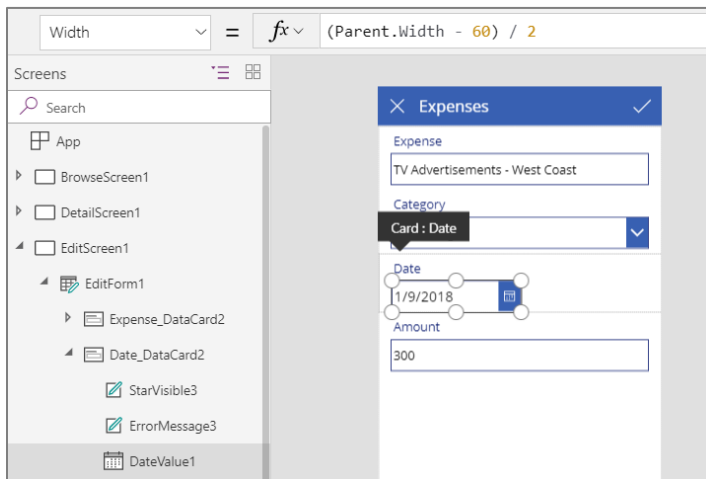 Width = fx (Parent.Width - 60) / 2
Screens
Search
App
BrowseScreen1
DetailScreen1
EditScreen1
EditForm1
Expense_DataCard2
Date_DataCard2
StarVisible3
ErrorMessage3
DateValue1
Expenses
Expense
TV Advertisements - West Coast
Category
Card : Date
Date
1/9/2018
Amount
300